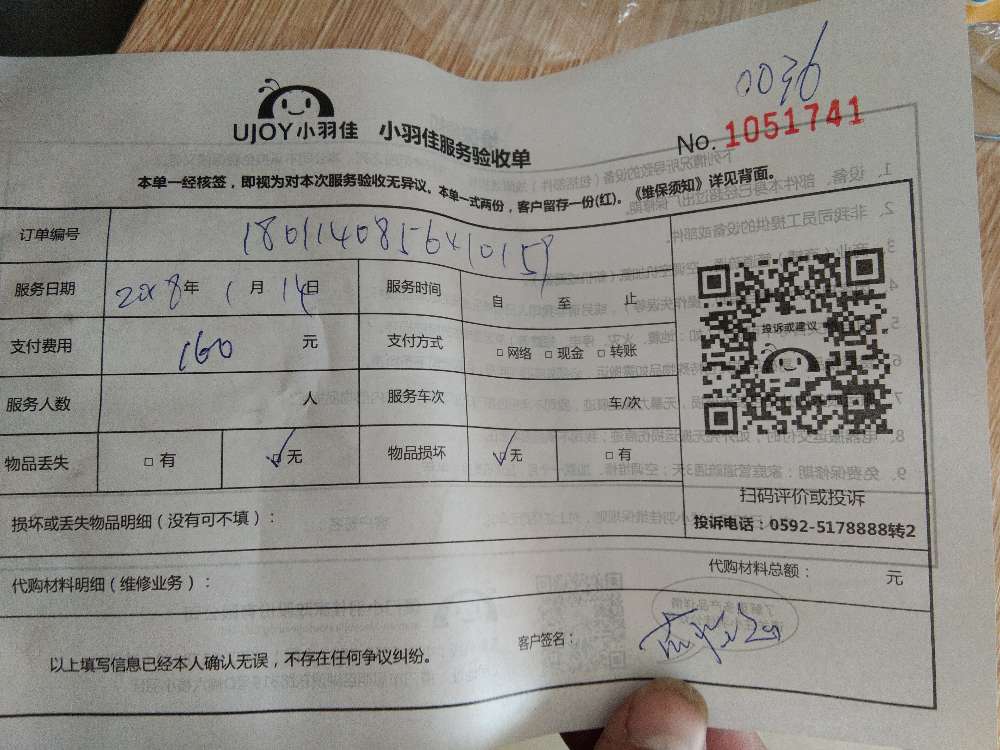 0036
UJOY小羽佳 小羽佳服务验收单
No. 1051741
本单一经核签，即视为对本次服务验收无异议。本单一式两份，客户留存一份(红)。《维保须知》详见背面。
订单编号
服务日期 2018年 1月 14日 服务时间 自 至 止
支付费用 160 元 支付方式 □网络 □现金 □转账
服务人数 人 服务车次 车/次
物品丢失 □有 ☑无 物品损坏 ☑无 □有
投诉或建议
扫码评价或投诉
投诉电话：0592-5178888转2
损坏或丢失物品明细（没有可不填）：
代购材料明细（维修业务）： 代购材料总额： 元
客户签名：
以上填写信息已经本人确认无误，不存在任何争议纠纷。